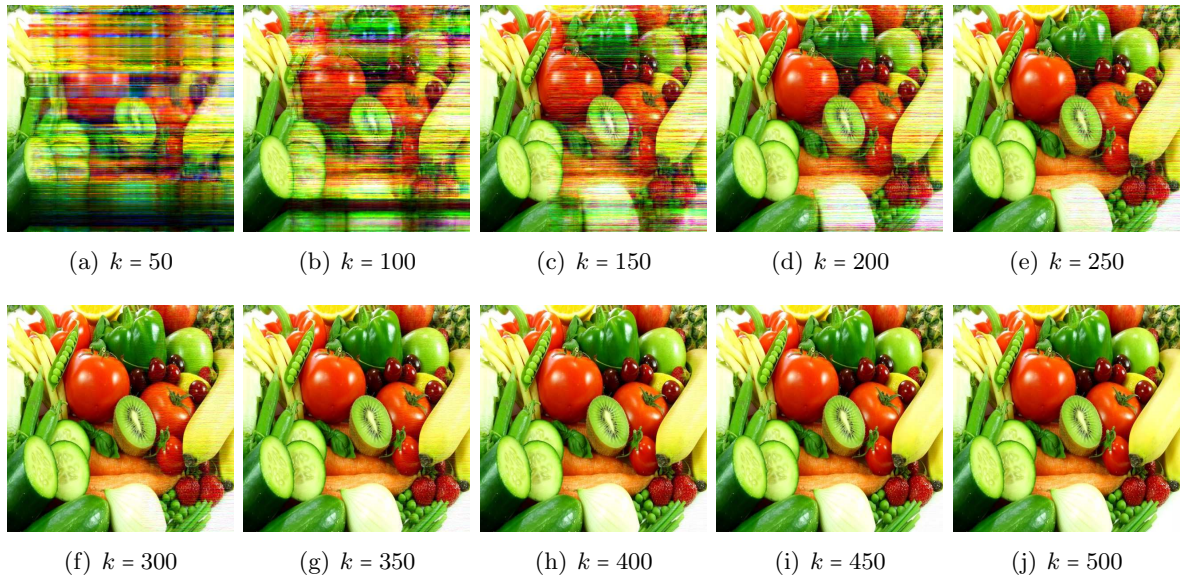 (a) k = 50 (b) k = 100 (c) k = 150 (d) k = 200 (e) k = 250
(f) k = 300 (g) k = 350 (h) k = 400 (i) k = 450 (j) k = 500